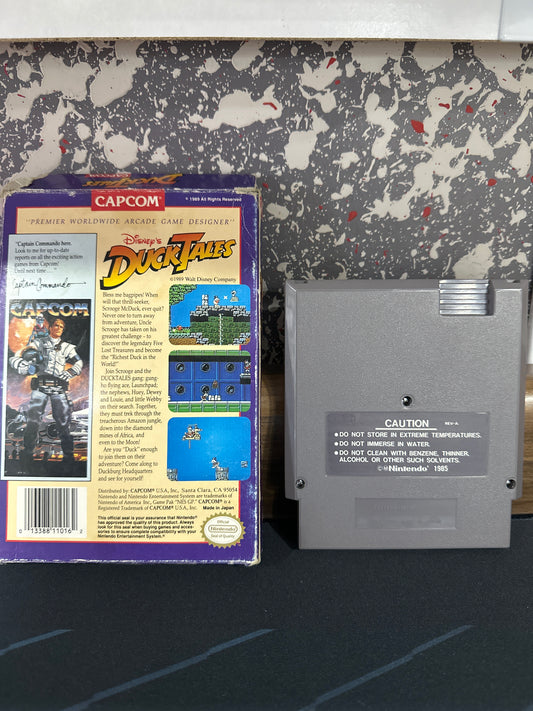 CAPCOM
© 1989 All Rights Reserved
"PREMIER WORLDWIDE ARCADE GAME DESIGNER"
"Captain Commando here.
Look to me for up-to-date
reports on all the exciting action
games from Capcom!
Until next time...
Captain Commando
CAPCOM
Disney's
DUCKTALES
©1989 Walt Disney Company
Bless me bagpipes! When
will that thrill-seeker,
Scrooge McDuck, ever quit?
Never one to turn away
from adventure, Uncle
Scrooge has taken on his
greatest challenge – to
discover the legendary Five
Lost Treasures and become
the "Richest Duck in the
World!"
Join Scrooge and the
DUCKTALES gang; gung-
ho flying ace, Launchpad;
the nephews, Huey, Dewey
and Louie, and little Webby
on their search. Together,
they must trek through the
treacherous Amazon jungle,
down into the diamond
mines of Africa, and
even to the Moon!
Are you "Duck" enough
to join them on their
adventure? Come along to
Duckburg Headquarters
and see for yourself!
Distributed by CAPCOM® U.S.A., Inc., Santa Clara, CA 95054
Nintendo and Nintendo Entertainment System are trademarks of
Nintendo of America Inc. Game Pak "NES GP." CAPCOM® is a
Registered Trademark of CAPCOM® U.S.A., Inc.
Made in Japan
This official seal is your assurance that Nintendo®
has approved the quality of this product. Always
look for this seal when buying games and acces-
sories to ensure complete compatibility with your
Nintendo Entertainment System.®
Official
Nintendo
Seal of Quality
0 13388 11016 2
CAUTION
REV-A
● DO NOT STORE IN EXTREME TEMPERATURES.
● DO NOT IMMERSE IN WATER.
● DO NOT CLEAN WITH BENZENE, THINNER,
ALCOHOL OR OTHER SUCH SOLVENTS.
©M Nintendo® 1985